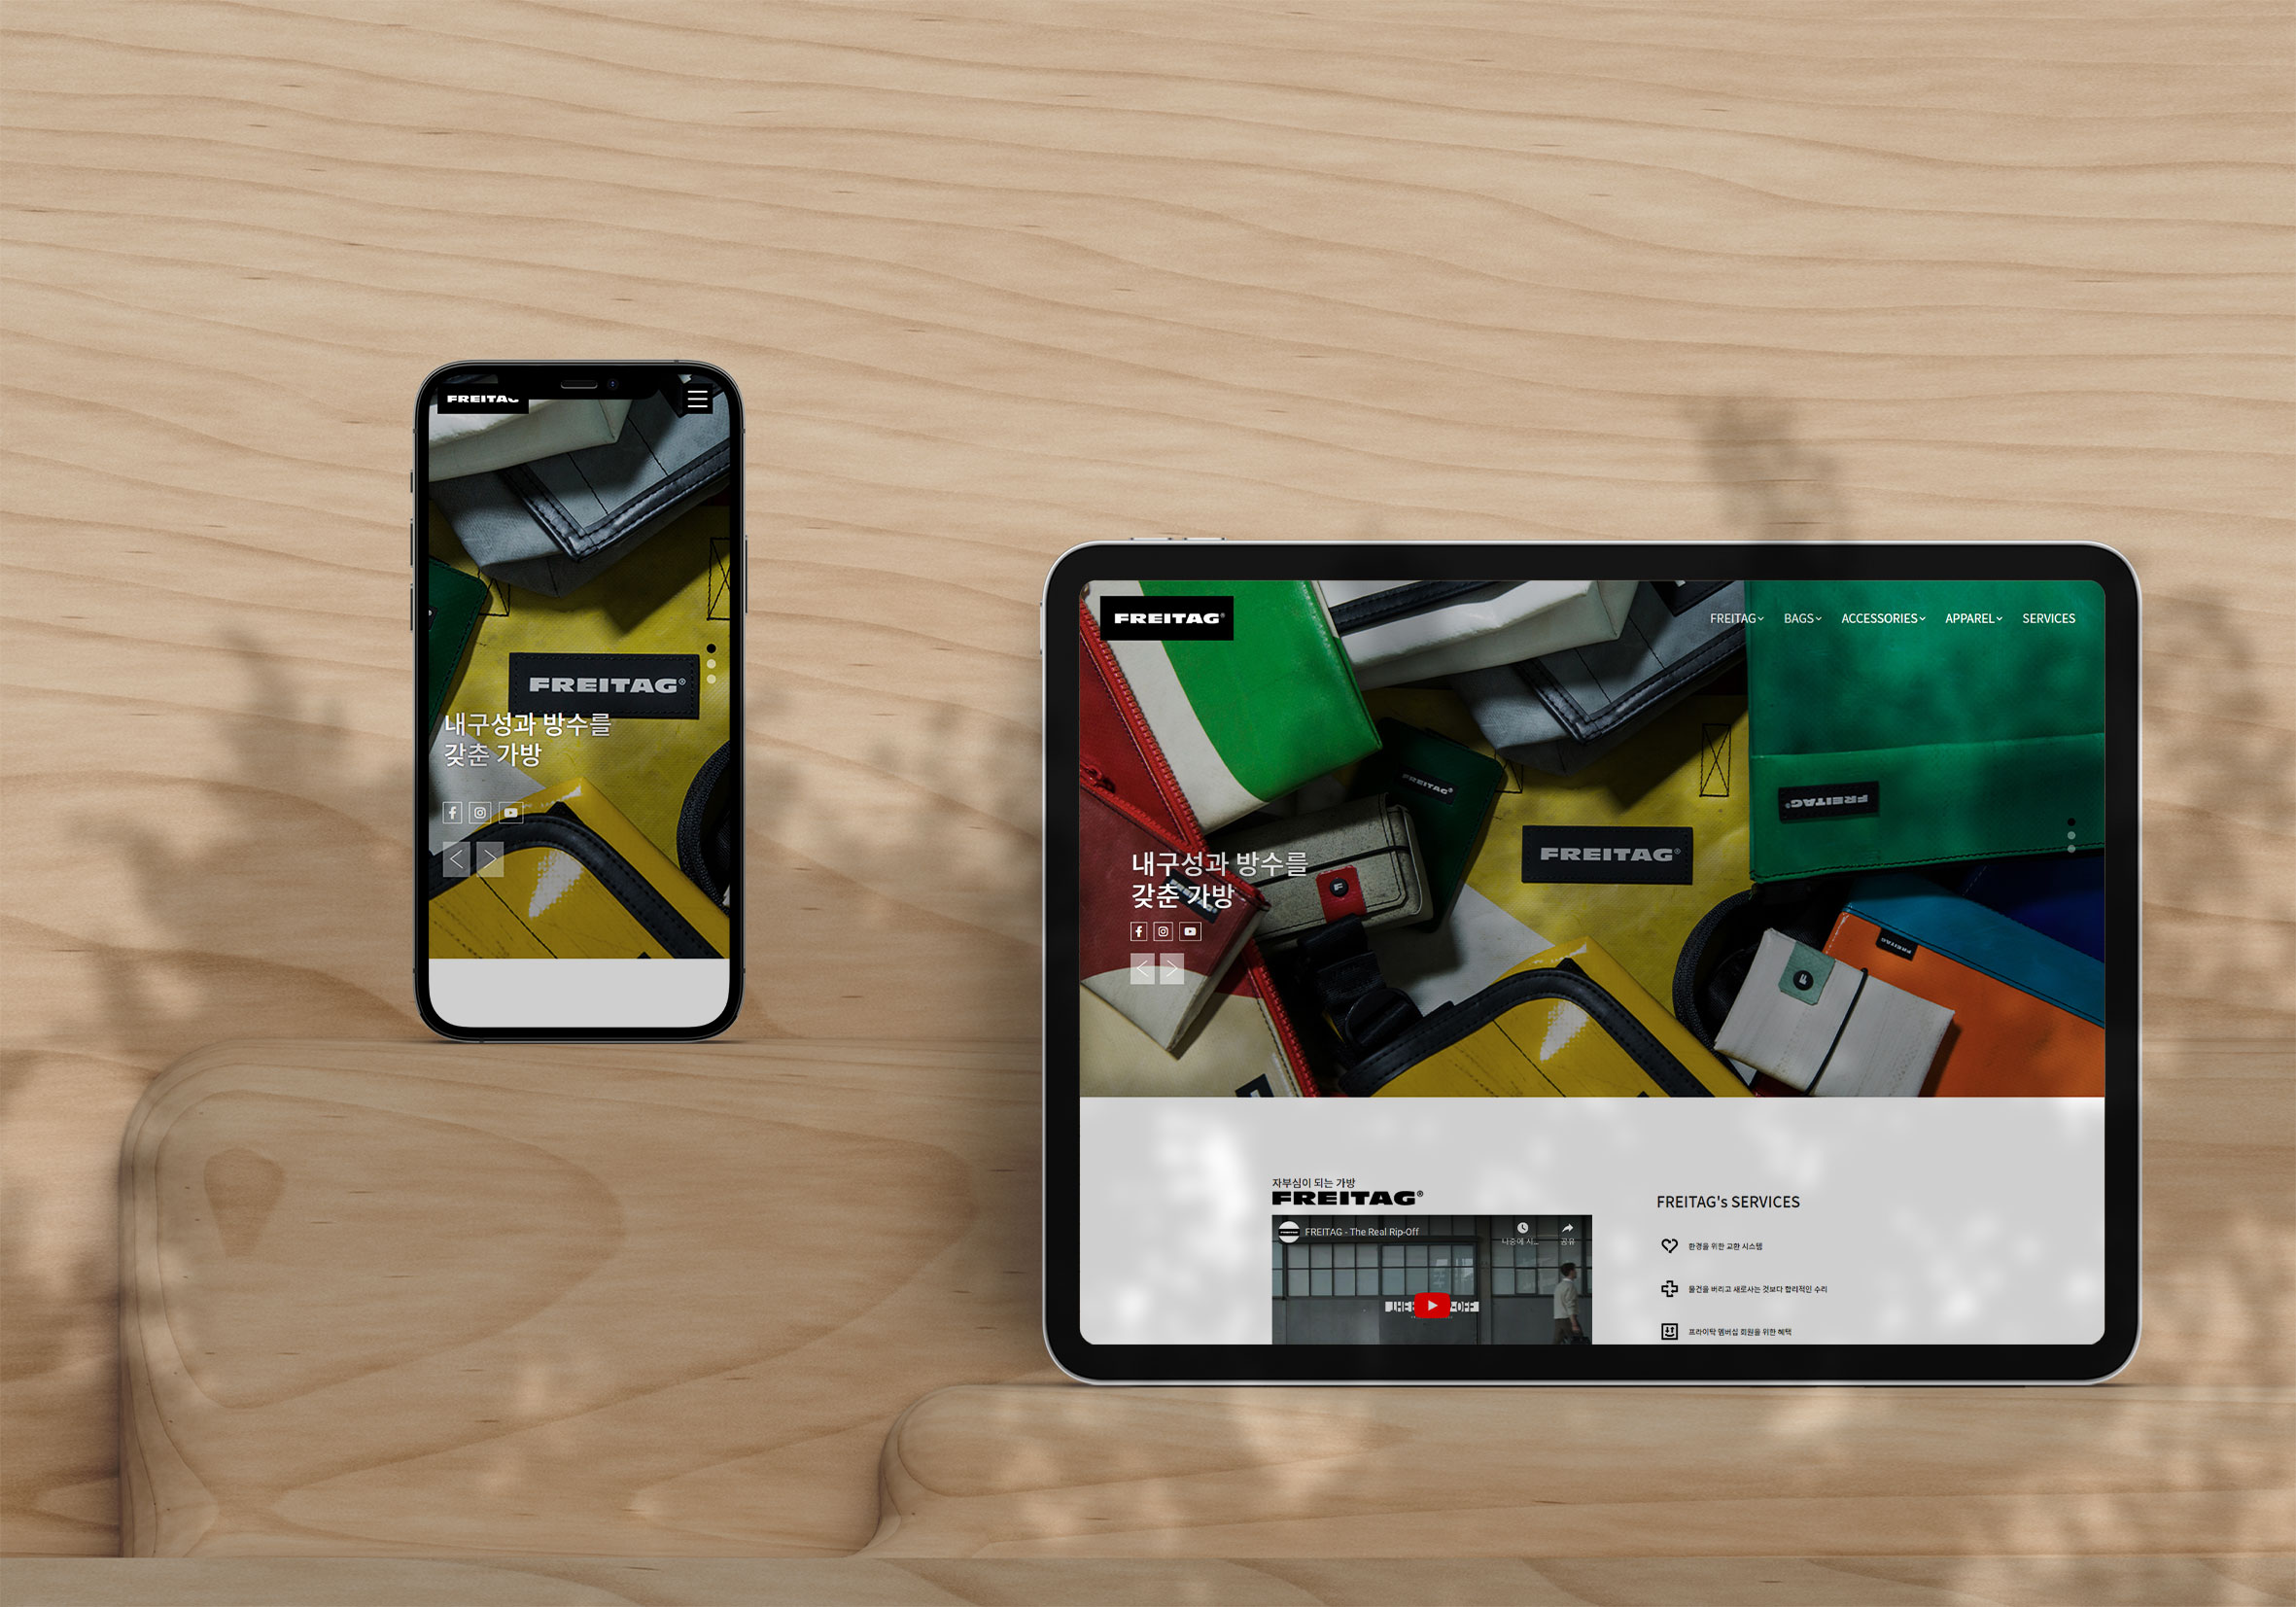 FREITAG
FREITAG®
내구성과 방수를
갖춘 가방
FREITAG®
FREITAG BAGS ACCESSORIES APPAREL SERVICES
FREITAG®
FREITAG®
FREITAG®
내구성과 방수를
갖춘 가방
FREITAG
F
F
자부심이 되는 가방
FREITAG®
FREITAG - The Real Rip-Off
나중에 시...
공유
FREITAG's SERVICES
환경을 위한 교환 시스템
물건을 버리고 새로사는 것보다 합리적인 수리
프라이탁 멤버십 회원을 위한 혜택